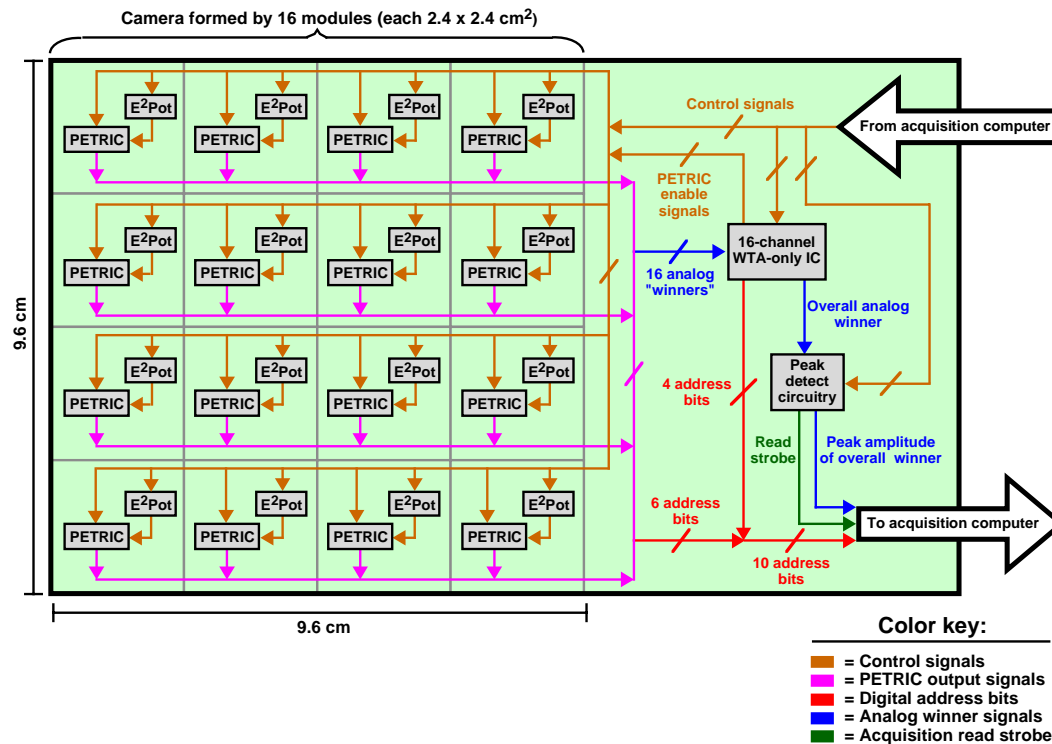 Camera formed by 16 modules (each 2.4 x 2.4 cm²)
9.6 cm
E²Pot E²Pot E²Pot E²Pot
PETRIC PETRIC PETRIC PETRIC
E²Pot E²Pot E²Pot E²Pot
PETRIC PETRIC PETRIC PETRIC
E²Pot E²Pot E²Pot E²Pot
PETRIC PETRIC PETRIC PETRIC
E²Pot E²Pot E²Pot E²Pot
PETRIC PETRIC PETRIC PETRIC
9.6 cm
Control signals
From acquisition computer
PETRIC
enable
signals
16-channel
WTA-only IC
16 analog
"winners"
Overall analog
winner
Peak
detect
circuitry
4 address
bits
Read
strobe
Peak amplitude
of overall winner
6 address
bits
10 address
bits
To acquisition computer
Color key:
= Control signals
= PETRIC output signals
= Digital address bits
= Analog winner signals
= Acquisition read strobe